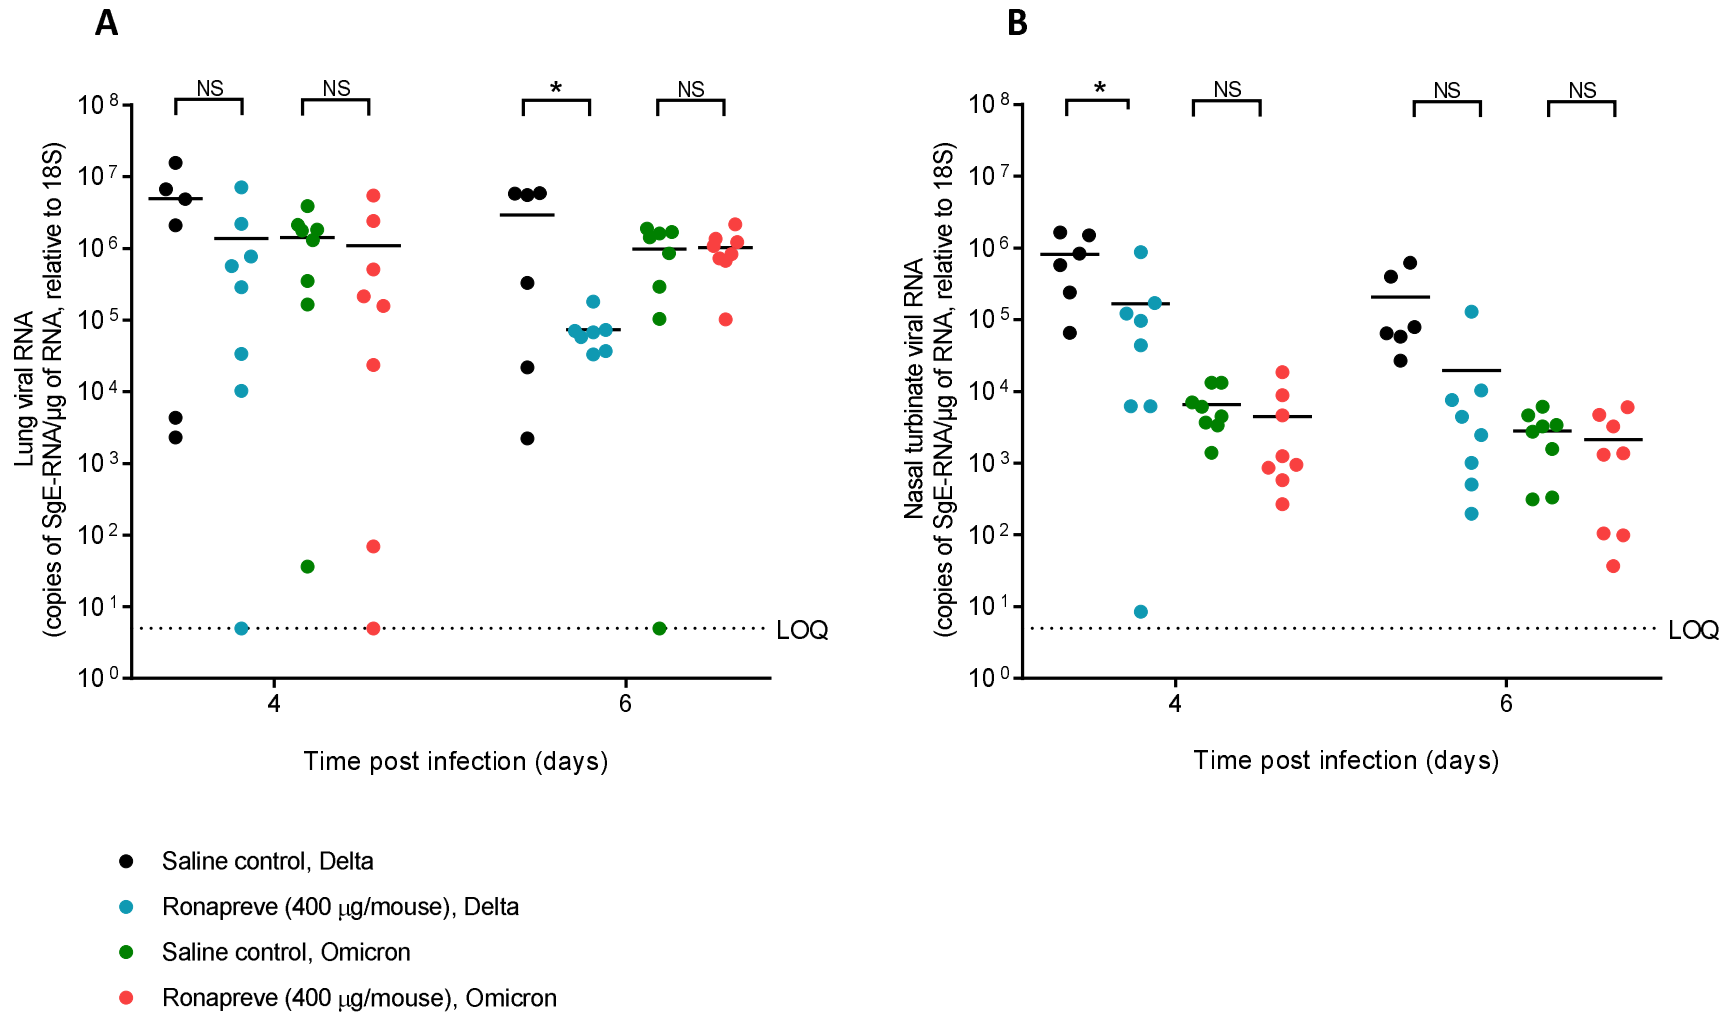 A
B
NS
NS
*
NS
*
NS
NS
NS
10⁸
10⁷
10⁶
10⁵
10⁴
10³
10²
10¹
10⁰
Lung viral RNA
(copies of SgE-RNA/µg of RNA, relative to 18S)
LOQ
4
6
Time post infection (days)
10⁸
10⁷
10⁶
10⁵
10⁴
10³
10²
10¹
10⁰
Nasal turbinate viral RNA
(copies of SgE-RNA/µg of RNA, relative to 18S)
LOQ
4
6
Time post infection (days)
Saline control, Delta
Ronapreve (400 µg/mouse), Delta
Saline control, Omicron
Ronapreve (400 µg/mouse), Omicron